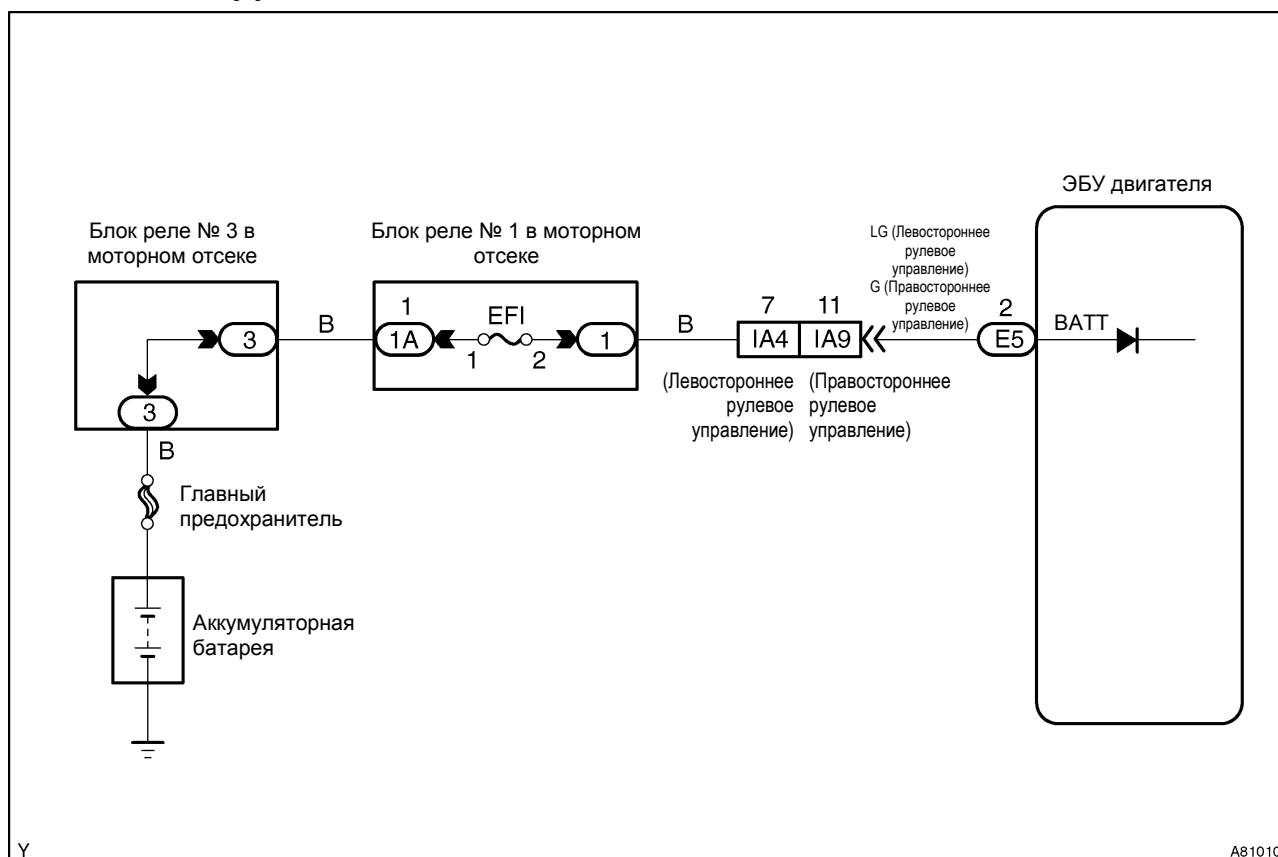 ЭБУ двигателя
Блок реле № 3 в
моторном отсеке
Блок реле № 1 в моторном
отсеке
LG (Левостороннее
рулевое
управление)
G (Правостороннее
рулевое
управление)
3
B
1
1A
EFI
1
2
1
B
7
11
IA4
IA9
2
E5
BATT
(Левостороннее
рулевое
управление)
(Правостороннее
рулевое
управление)
3
B
Главный
предохранитель
Аккумуляторная
батарея
Y
A81010